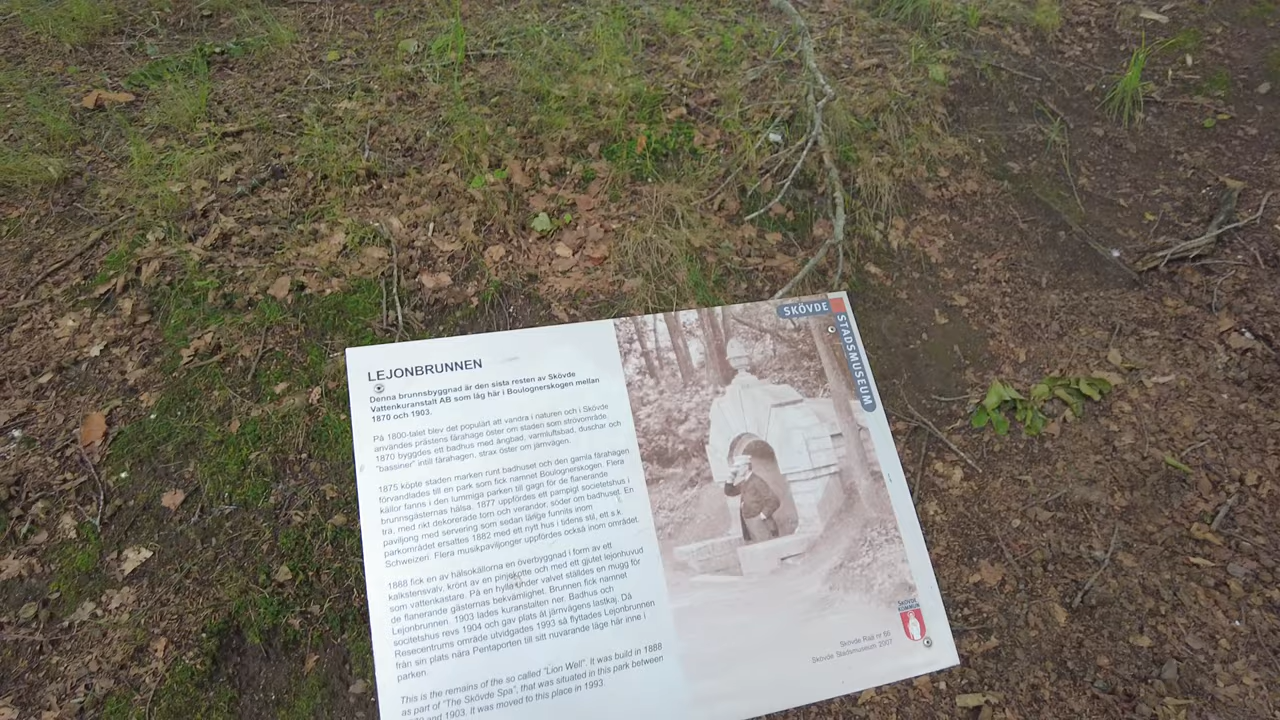 LEJONBRUNNEN
Denna brunnsbyggnad är den sista resten av Skövde
Vattenkuranstalt AB som låg här i Boulognerskogen mellan
1870 och 1903.
På 1800-talet blev det populärt att vandra i naturen och i Skövde
användes prästens fårahage öster om staden som strövområde.
1870 byggdes ett badhus med ångbad, varmluftsbad, duschar och
"bassiner" intill fårahagen, strax öster om järnvägen.
1875 köpte staden marken runt badhuset och den gamla fårahagen
förvandlades till en park som fick namnet Boulognerskogen. Flera
källor fanns i den lummiga parken till gagn för de flanerande
brunnsgästernas hälsa. 1877 uppfördes ett pampigt societetshus i
trä, med rikt dekorerade torn och verandor, söder om badhuset. En
paviljong med servering som sedan länge funnits inom
parkområdet ersattes 1882 med ett nytt hus i tidens stil, ett s.k.
Schweizeri. Flera musikpaviljonger uppfördes också inom området.
1888 fick en av hälsokällorna en överbyggnad i form av ett
kalkstensvalv, krönt av en pinjekotte och med ett gjutet lejonhuvud
som vattenkastare. På en hylla under valvet ställdes en mugg för
de flanerande gästernas bekvämlighet. Brunnen fick namnet
Lejonbrunnen. 1903 lades kuranstalten ner. Badhus och
societshus revs 1904 och gav plats åt järnvägens lastkaj. Då
Resecentrums område utvidgades 1993 så flyttades Lejonbrunnen
från sin plats nära Pentaporten till sitt nuvarande läge här inne i
parken.
This is the remains of the so called "Lion Well". It was build in 1888
as part of "The Skövde Spa", that was situated in this park between
1870 and 1903. It was moved to this place in 1993.
SKÖVDE
STADSMUSEUM
SKÖVDE
KOMMUN
Skövde Rair nr 66
Skövde Stadsmuseum 2007